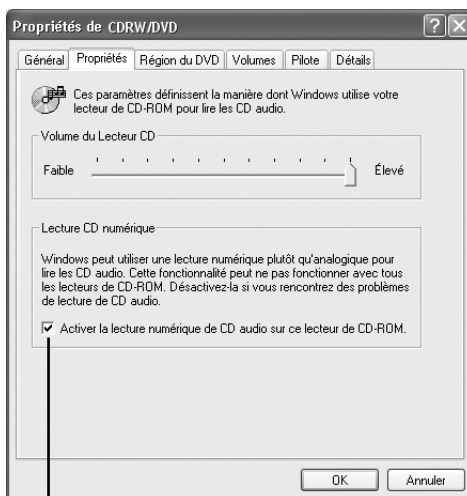 Propriétés de CDRW/DVD
Général Propriétés Région du DVD Volumes Pilote Détails
Ces paramètres définissent la manière dont Windows utilise votre
lecteur de CD-ROM pour lire les CD audio.
Volume du Lecteur CD
Faible Élevé
Lecture CD numérique
Windows peut utiliser une lecture numérique plutôt qu'analogique pour
lire les CD audio. Cette fonctionnalité peut ne pas fonctionner avec tous
les lecteurs de CD-ROM. Désactivez-la si vous rencontrez des problèmes
de lecture de CD audio.
Activer la lecture numérique de CD audio sur ce lecteur de CD-ROM.
OK Annuler